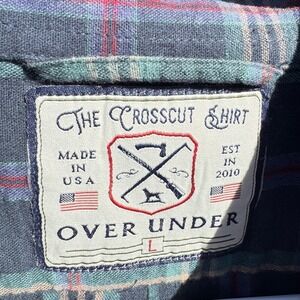 THE CROSSCUT SHIRT
MADE IN USA
EST IN 2010
OVER UNDER
L